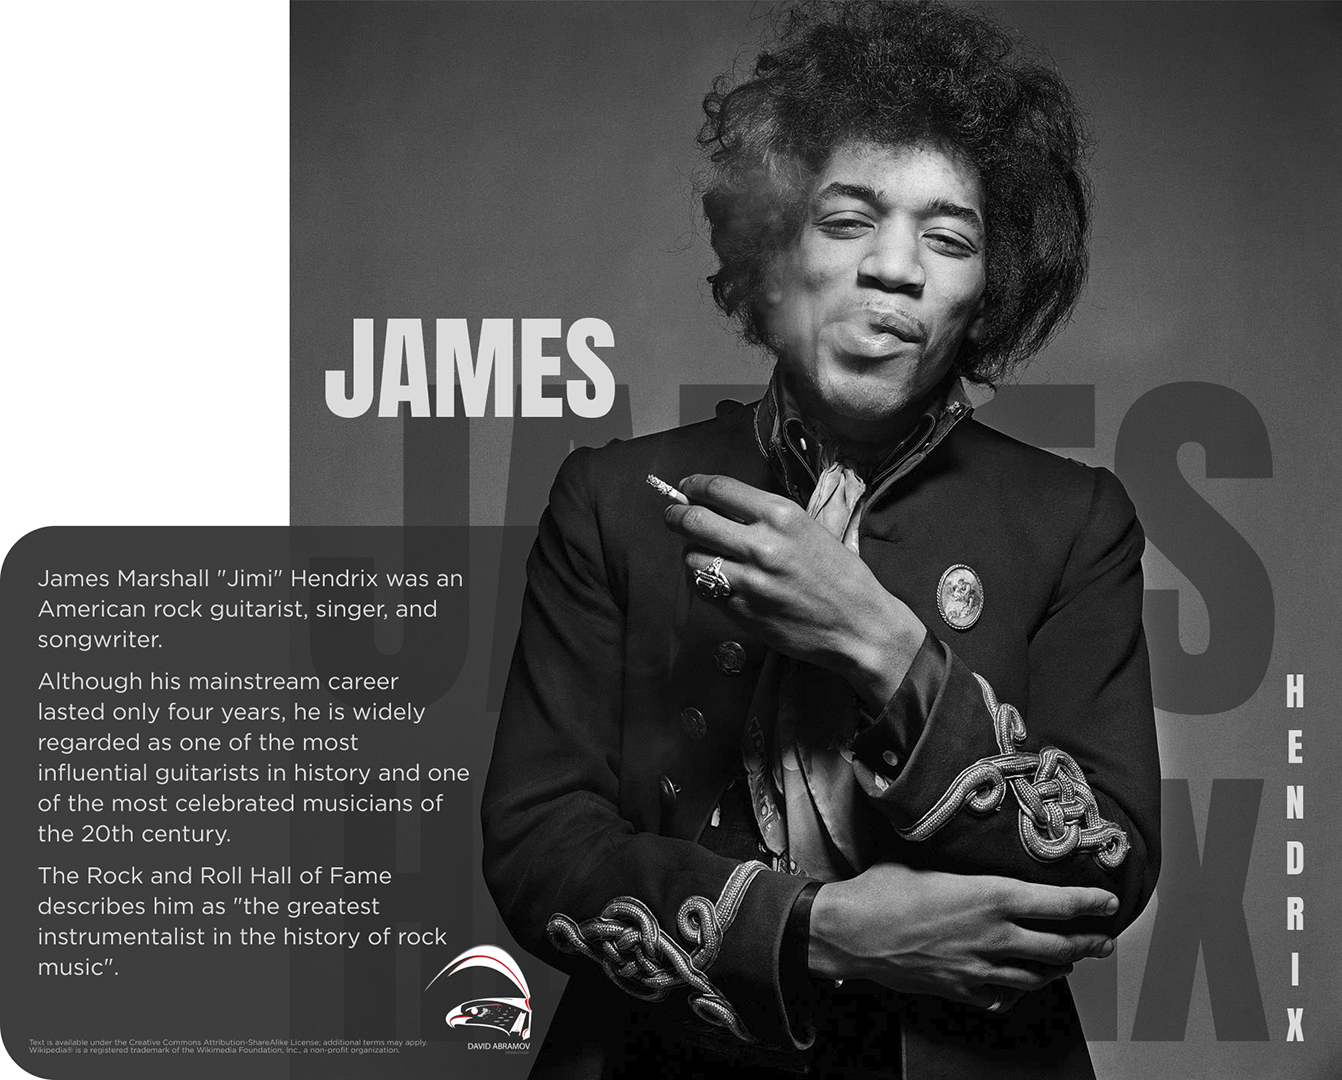 JAMES
JAMES
HENDRIX
James Marshall "Jimi" Hendrix was an
American rock guitarist, singer, and
songwriter.
Although his mainstream career
lasted only four years, he is widely
regarded as one of the most
influential guitarists in history and one
of the most celebrated musicians of
the 20th century.
The Rock and Roll Hall of Fame
describes him as "the greatest
instrumentalist in the history of rock
music".
Text is available under the Creative Commons Attribution-ShareAlike License; additional terms may apply.
Wikipedia® is a registered trademark of the Wikimedia Foundation, Inc., a non-profit organization.
DAVID ABRAMOV
HENDRIX